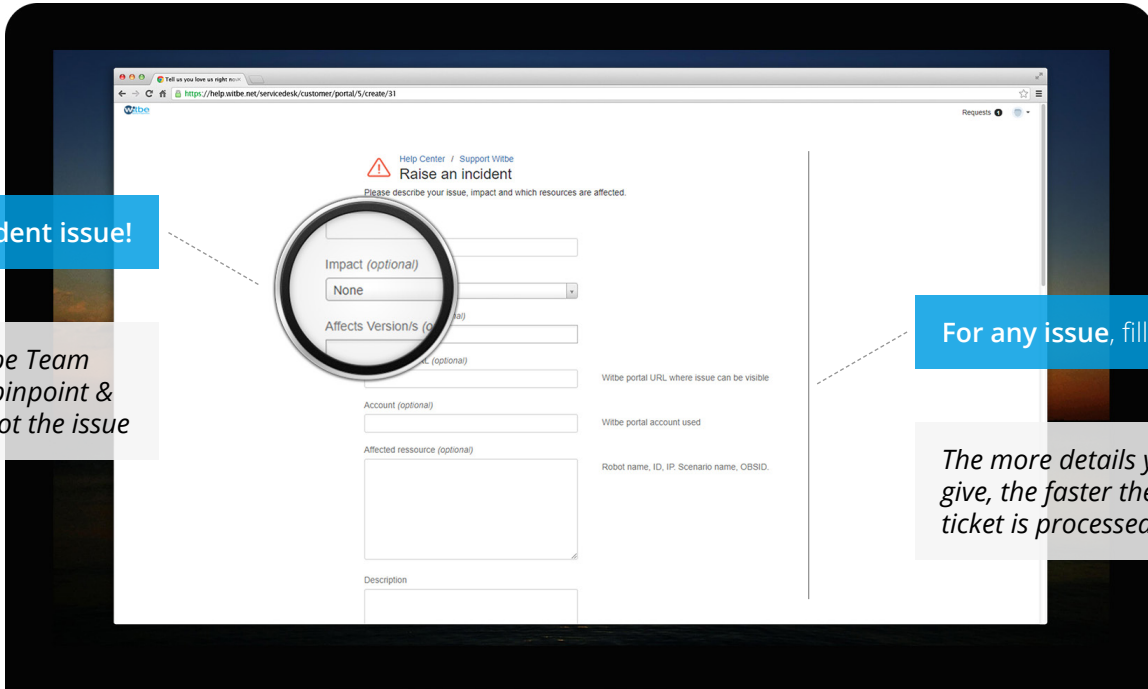 Tell us you love us right now
https://help.witbe.net/servicedesk/customer/portal/5/create/31
Witbe
Requests 1
Help Center / Support Witbe
Raise an incident
Please describe your issue, impact and which resources are affected.
dent issue!
Impact (optional)
None
Affects Version/s (o
nal)
(optional)
Witbe portal URL where issue can be visible
Account (optional)
Witbe portal account used
Affected ressource (optional)
Robot name, ID, IP. Scenario name, OBSID.
Description
be Team
pinpoint &
ot the issue
For any issue, fill
The more details y
give, the faster the
ticket is processed